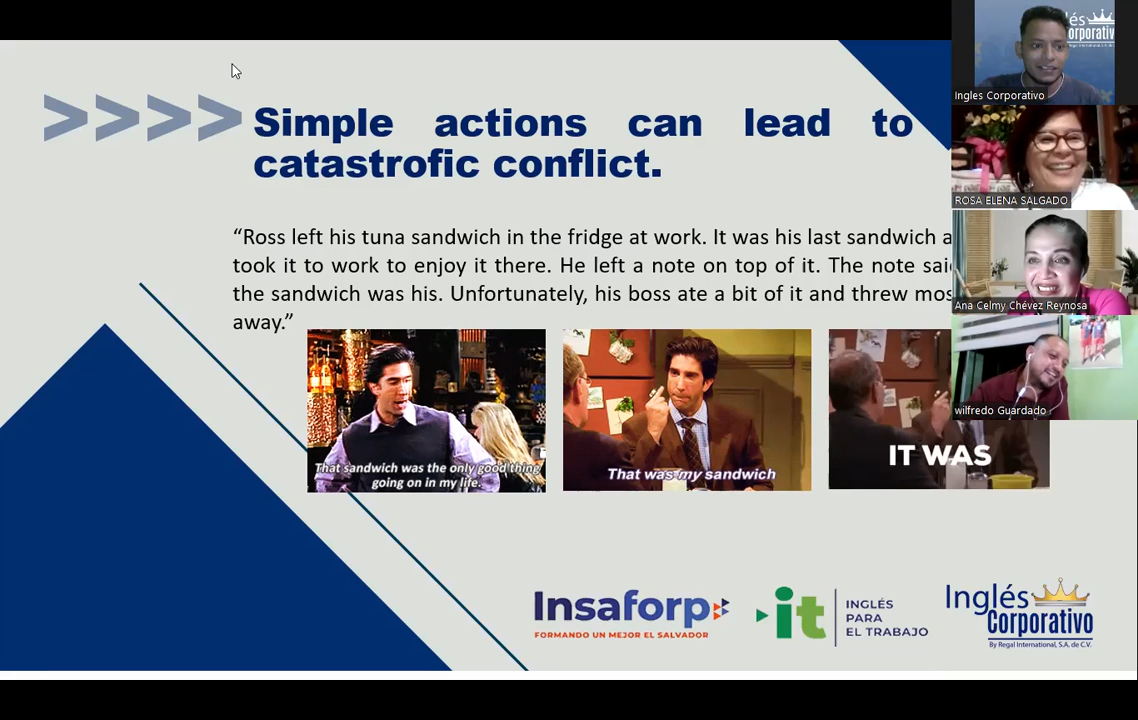 >>>> Simple actions can lead to
catastrofic conflict.
“Ross left his tuna sandwich in the fridge at work. It was his last sandwich a
took it to work to enjoy it there. He left a note on top of it. The note said
the sandwich was his. Unfortunately, his boss ate a bit of it and threw mos
away.”
That sandwich was the only good thing
going on in my life.
That was my sandwich
IT WAS
Insaforp
FORMANDO UN MEJOR EL SALVADOR
it
INGLÉS
PARA
EL TRABAJO
Inglés
Corporativo
By Regal International, S.A. de C.V.
és
orporativ
Ingles Corporativo
ROSA ELENA SALGADO
Ana Celmy Chévez Reynosa
wilfredo Guardado